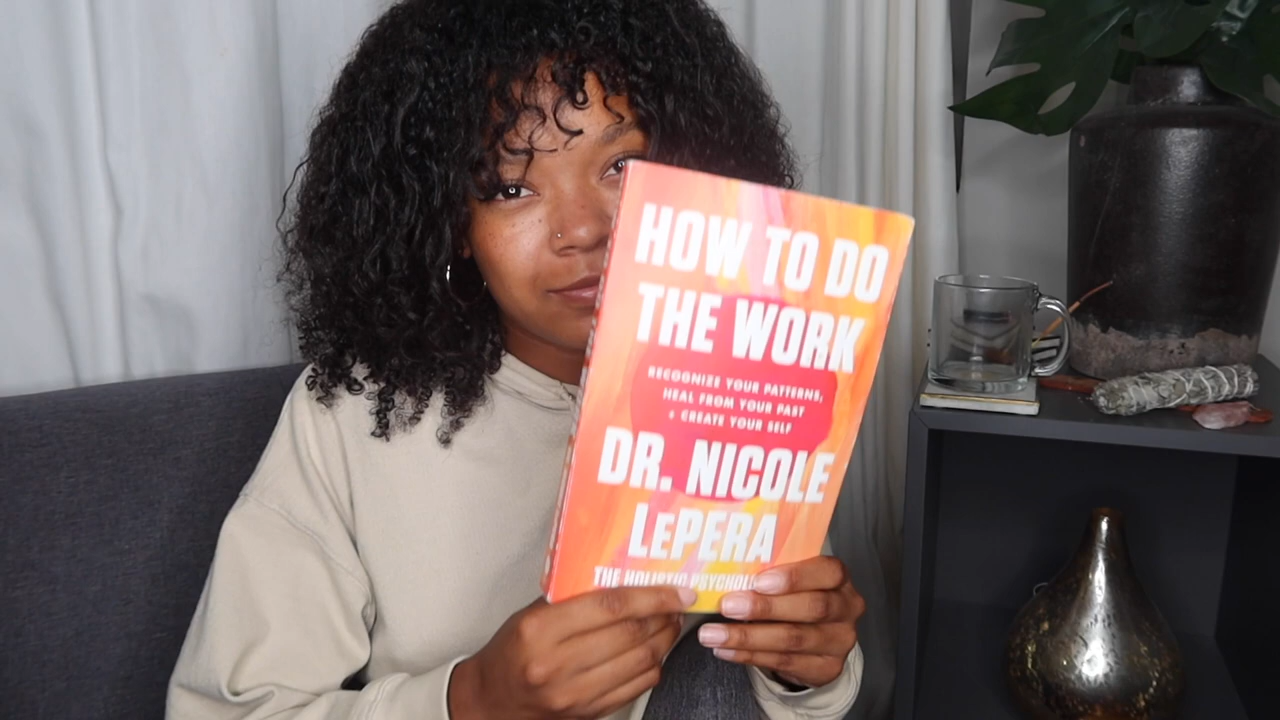 HOW TO DO
THE WORK
RECOGNIZE YOUR PATTERNS,
HEAL FROM YOUR PAST
+ CREATE YOUR SELF
DR. NICOLE
LePERA
THE HOLISTIC